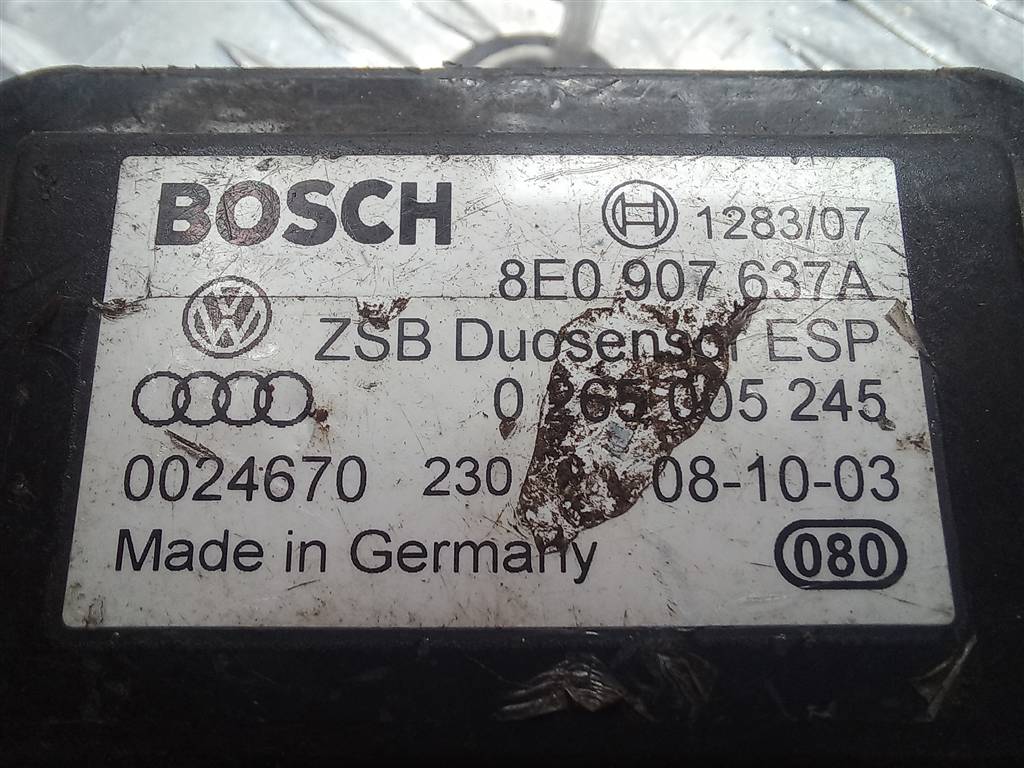 BOSCH 1283/07
8E0 907 637A
ZSB Duosensor ESP
0 265 005 245
0024670 230 08-10-03
Made in Germany 080